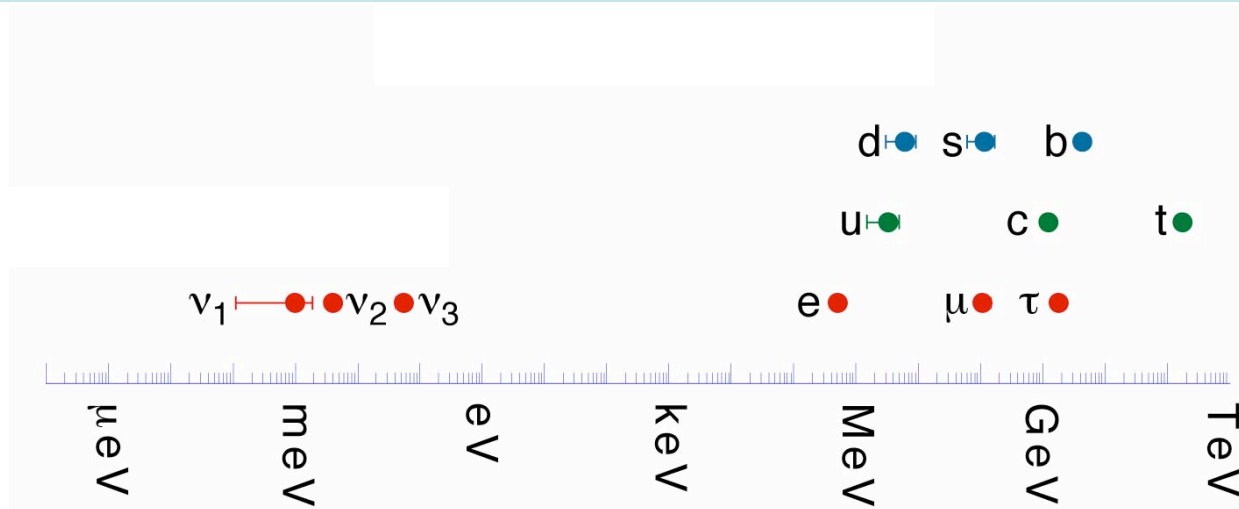 d s b
u c t
ν1 ν2 ν3 e μ τ
μeV meV eV keV MeV GeV TeV